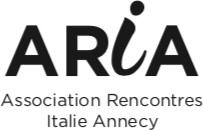 ARiA
Association Rencontres
Italie Annecy